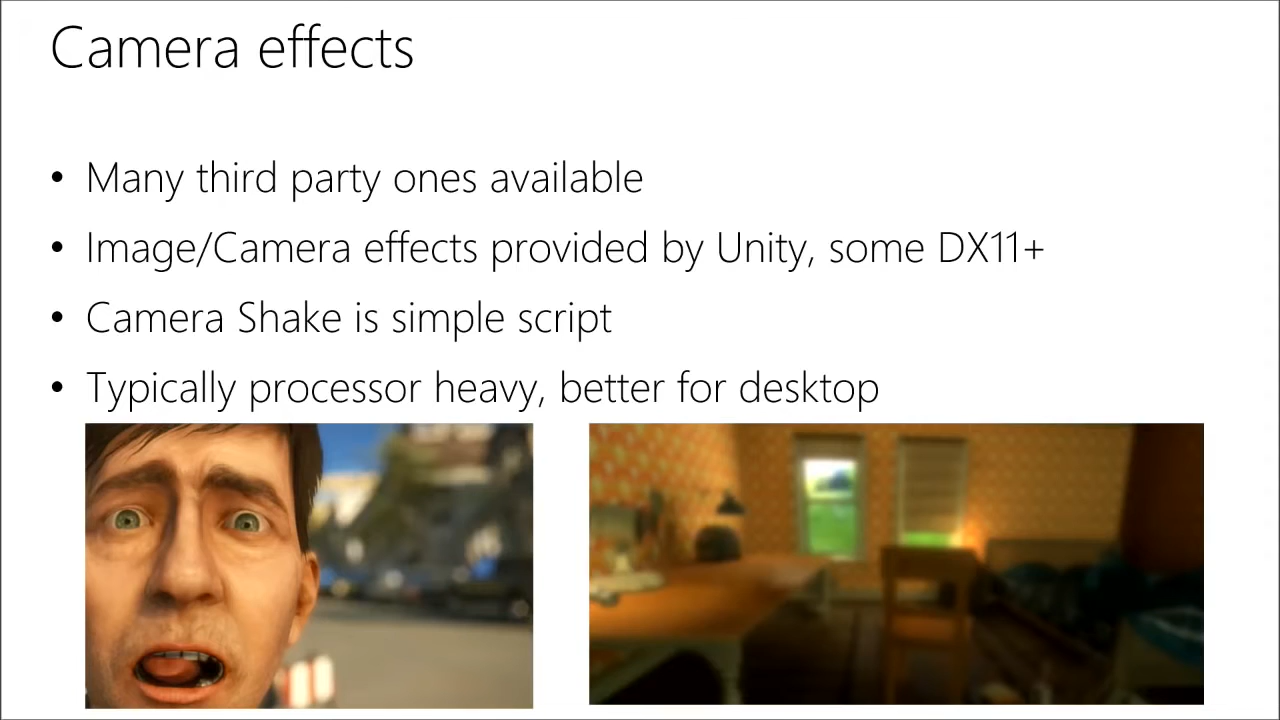 Camera effects
• Many third party ones available
• Image/Camera effects provided by Unity, some DX11+
• Camera Shake is simple script
• Typically processor heavy, better for desktop